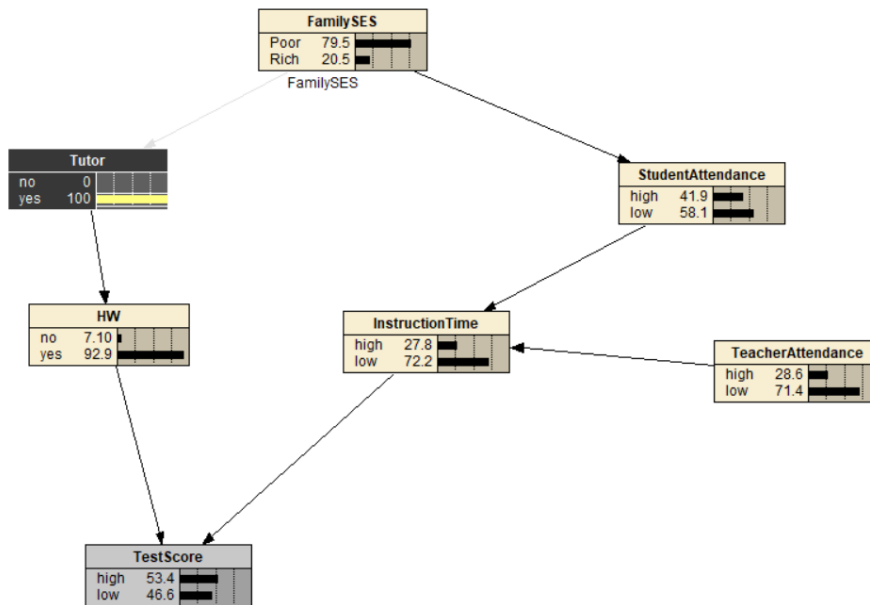 FamilySES
Poor 79.5
Rich 20.5
FamilySES
Tutor
no 0
yes 100
StudentAttendance
high 41.9
low 58.1
HW
no 7.10
yes 92.9
InstructionTime
high 27.8
low 72.2
TeacherAttendance
high 28.6
low 71.4
TestScore
high 53.4
low 46.6